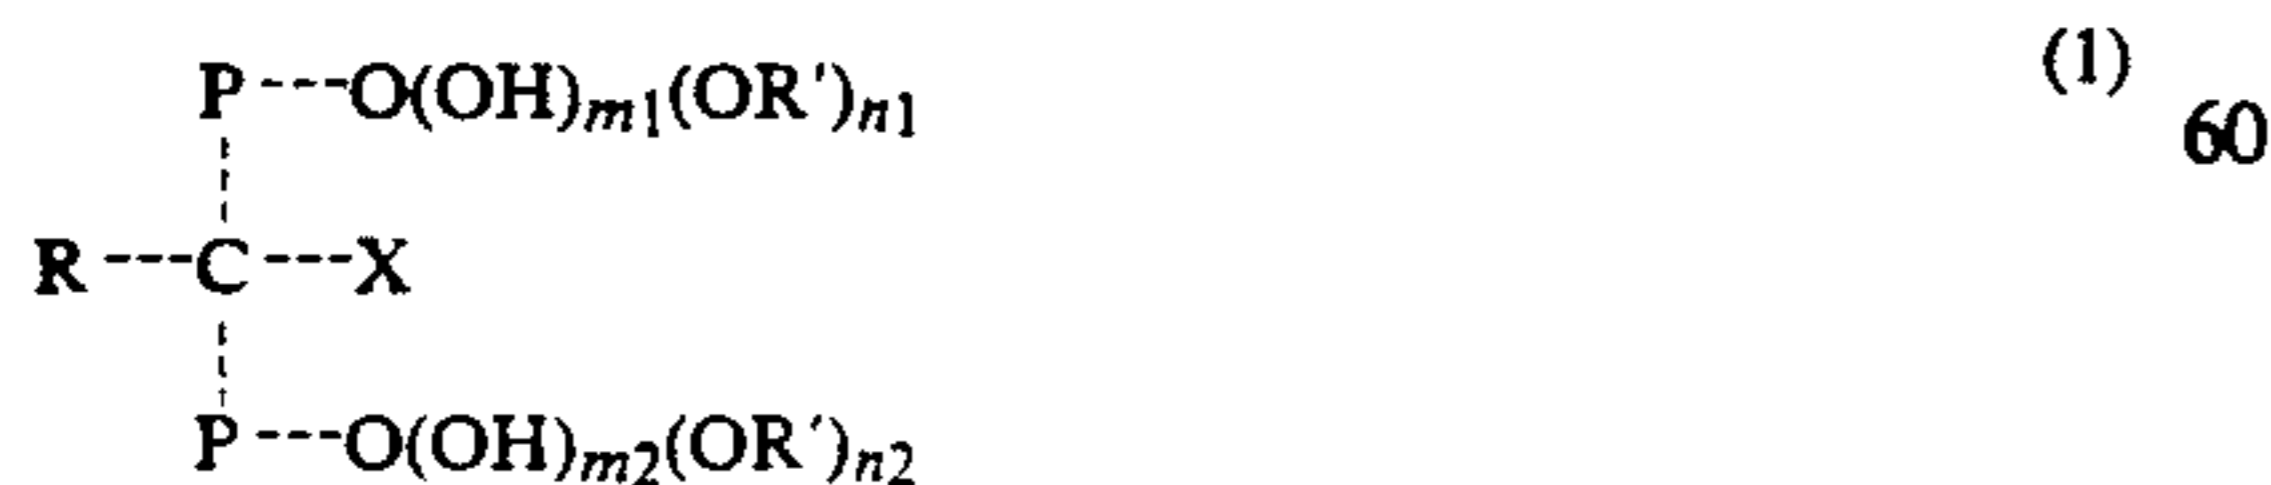 P---O(OH)m1(OR')n1 (1)
60
R---C---X
P---O(OH)m2(OR')n2